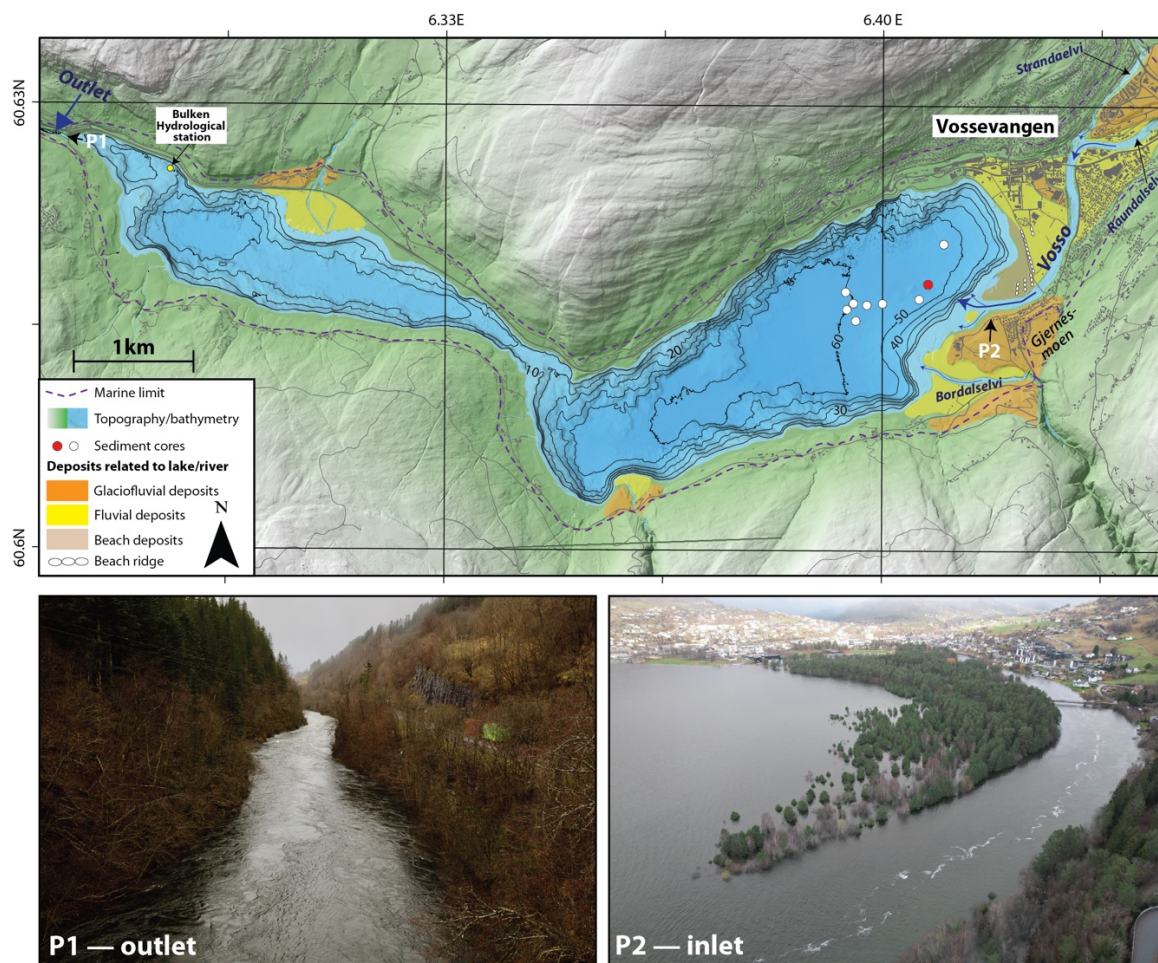 6.33E
6.40 E
60.63N
60.6N
Outlet
P1
Bulken
Hydrological
station
Strandaelvi
Vossevangen
Raundalselvi
Vosso
Gjernes-
moen
P2
Bordalselvi
10
20
30
40
50
60
1km
Marine limit
Topography/bathymetry
Sediment cores
Deposits related to lake/river
Glaciofluvial deposits
Fluvial deposits
Beach deposits
Beach ridge
N
P1 — outlet
P2 — inlet